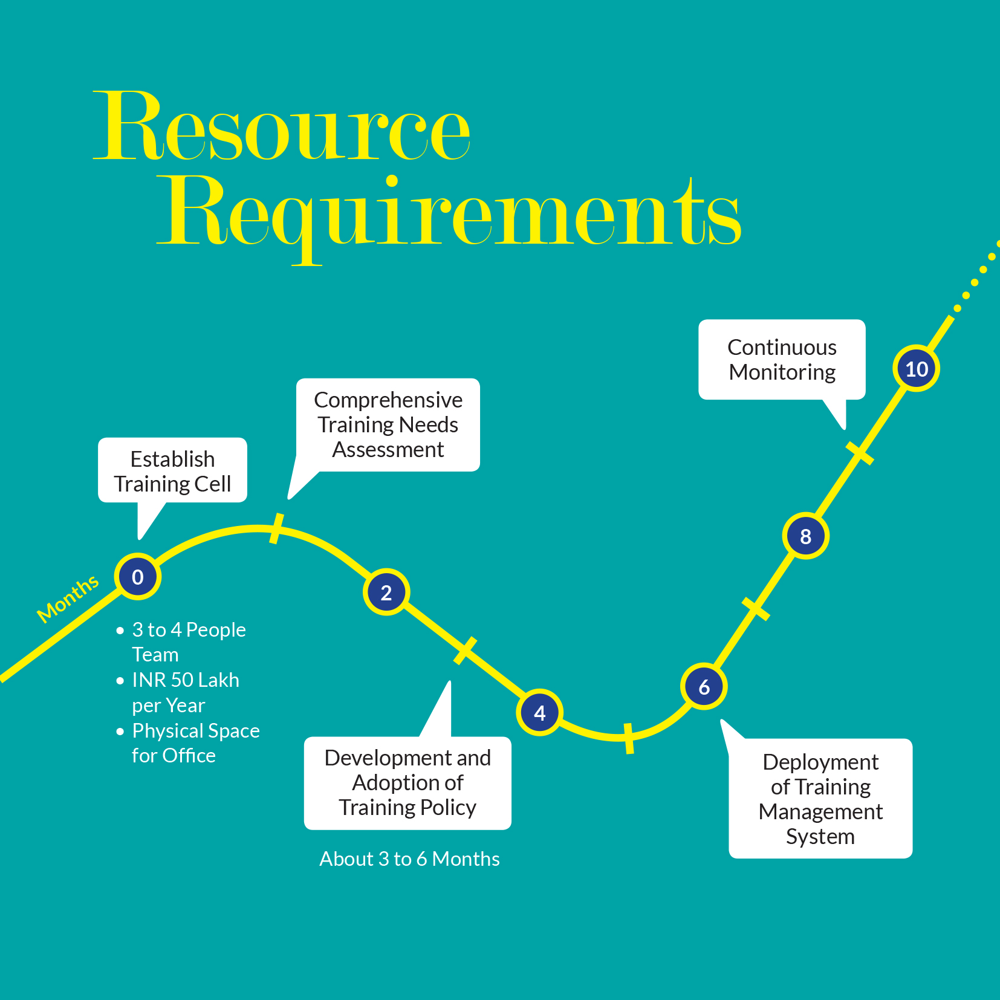 Resource
Requirements
Continuous
Monitoring
10
Comprehensive
Training Needs
Assessment
Establish
Training Cell
8
Months
0
2
• 3 to 4 People
Team
• INR 50 Lakh
per Year
• Physical Space
for Office
4
6
Development and
Adoption of
Training Policy
About 3 to 6 Months
Deployment
of Training
Management
System